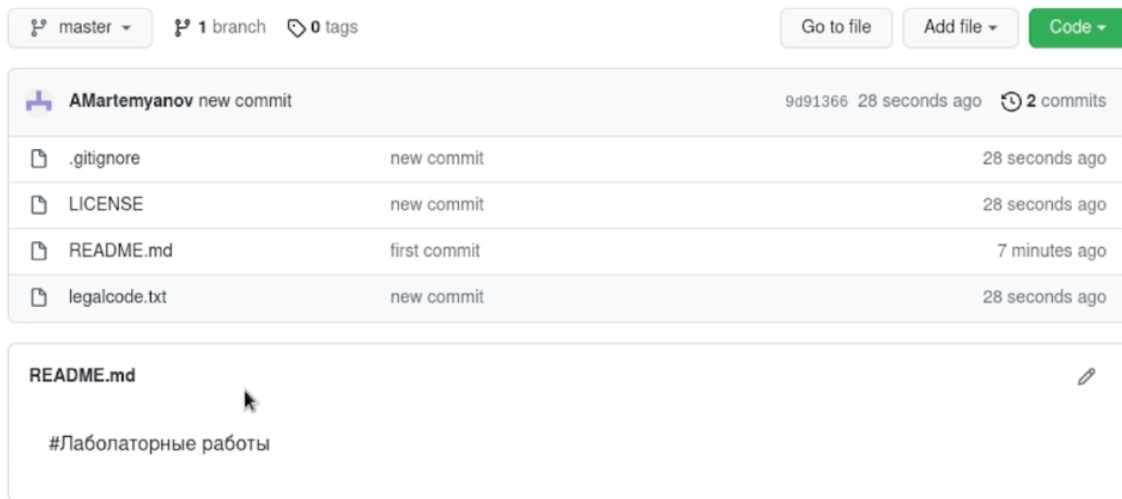 master 1 branch 0 tags Go to file Add file Code
AMartemyanov new commit 9d91366 28 seconds ago 2 commits
.gitignore new commit 28 seconds ago
LICENSE new commit 28 seconds ago
README.md first commit 7 minutes ago
legalcode.txt new commit 28 seconds ago
README.md
#Лаболаторные работы